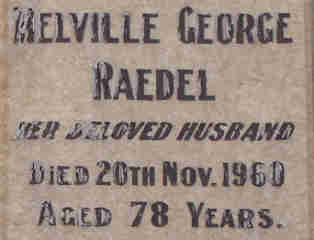 MELVILLE GEORGE
RAEDEL
HER BELOVED HUSBAND
DIED 20TH NOV. 1960
AGED 78 YEARS.